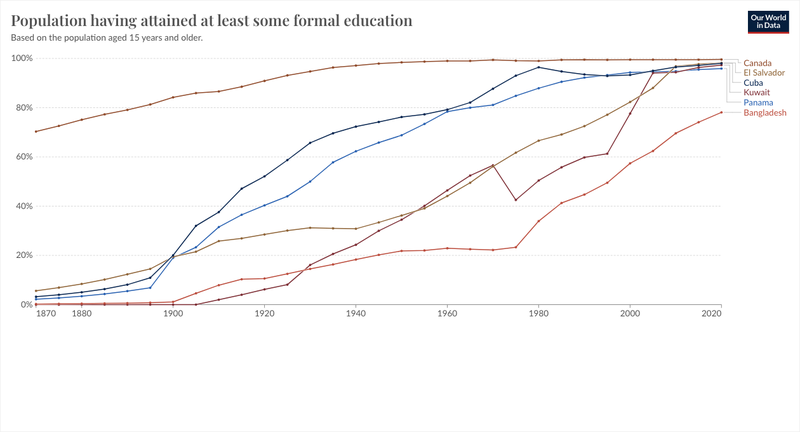 Population having attained at least some formal education
Our World
in Data
Based on the population aged 15 years and older.
100%
80%
60%
40%
20%
0%
1870
1880
1900
1920
1940
1960
1980
2000
2020
Canada
El Salvador
Cuba
Kuwait
Panama
Bangladesh